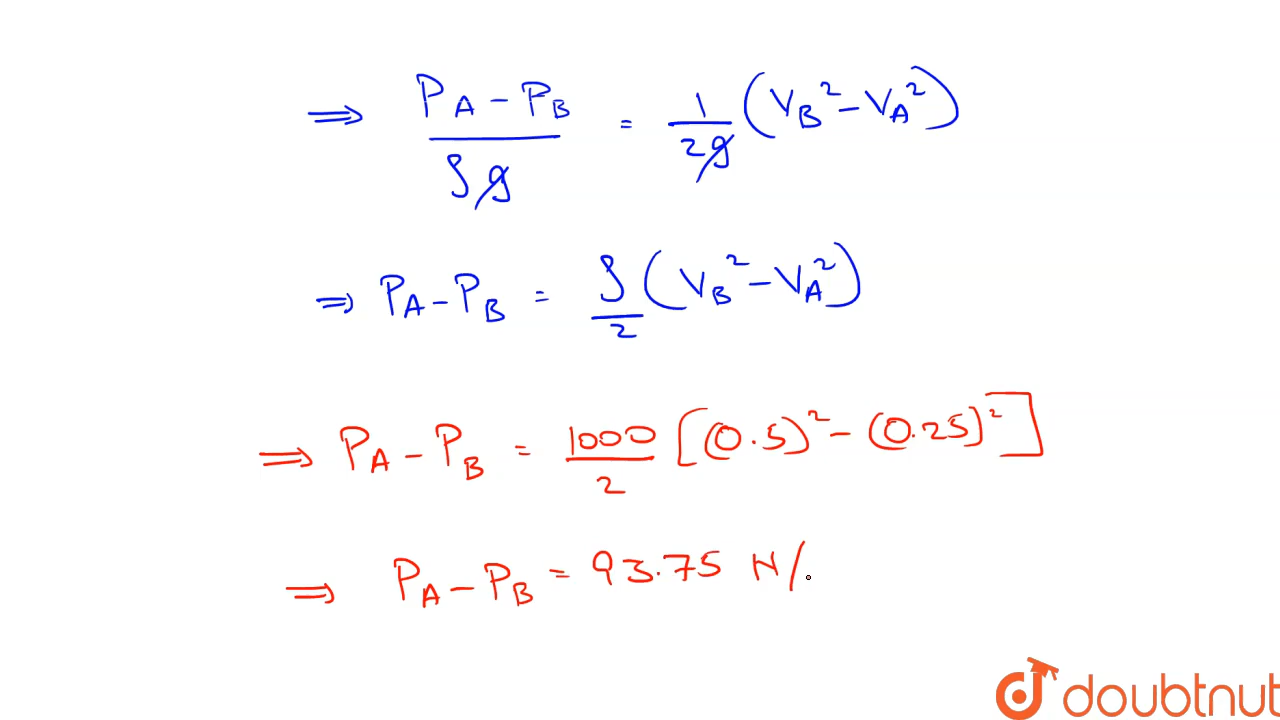 ⇒ (P_A − P_B)/(ρg) = 1/(2g) (V_B² − V_A²)
⇒ P_A − P_B = ρ/2 (V_B² − V_A²)
⇒ P_A − P_B = 1000/2 [(0.5)² − (0.25)²]
⇒ P_A − P_B = 93.75 N/
doubtnut